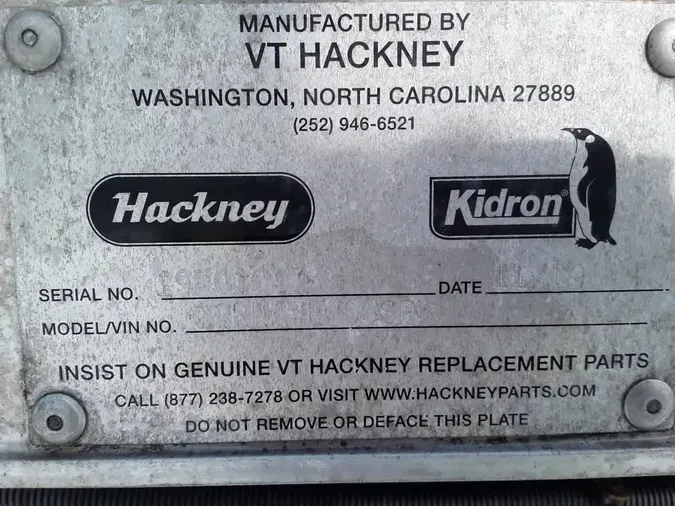 MANUFACTURED BY
VT HACKNEY
WASHINGTON, NORTH CAROLINA 27889
(252) 946-6521
Hackney
Kidron®
SERIAL NO. DATE
MODEL/VIN NO.
INSIST ON GENUINE VT HACKNEY REPLACEMENT PARTS
CALL (877) 238-7278 OR VISIT WWW.HACKNEYPARTS.COM
DO NOT REMOVE OR DEFACE THIS PLATE